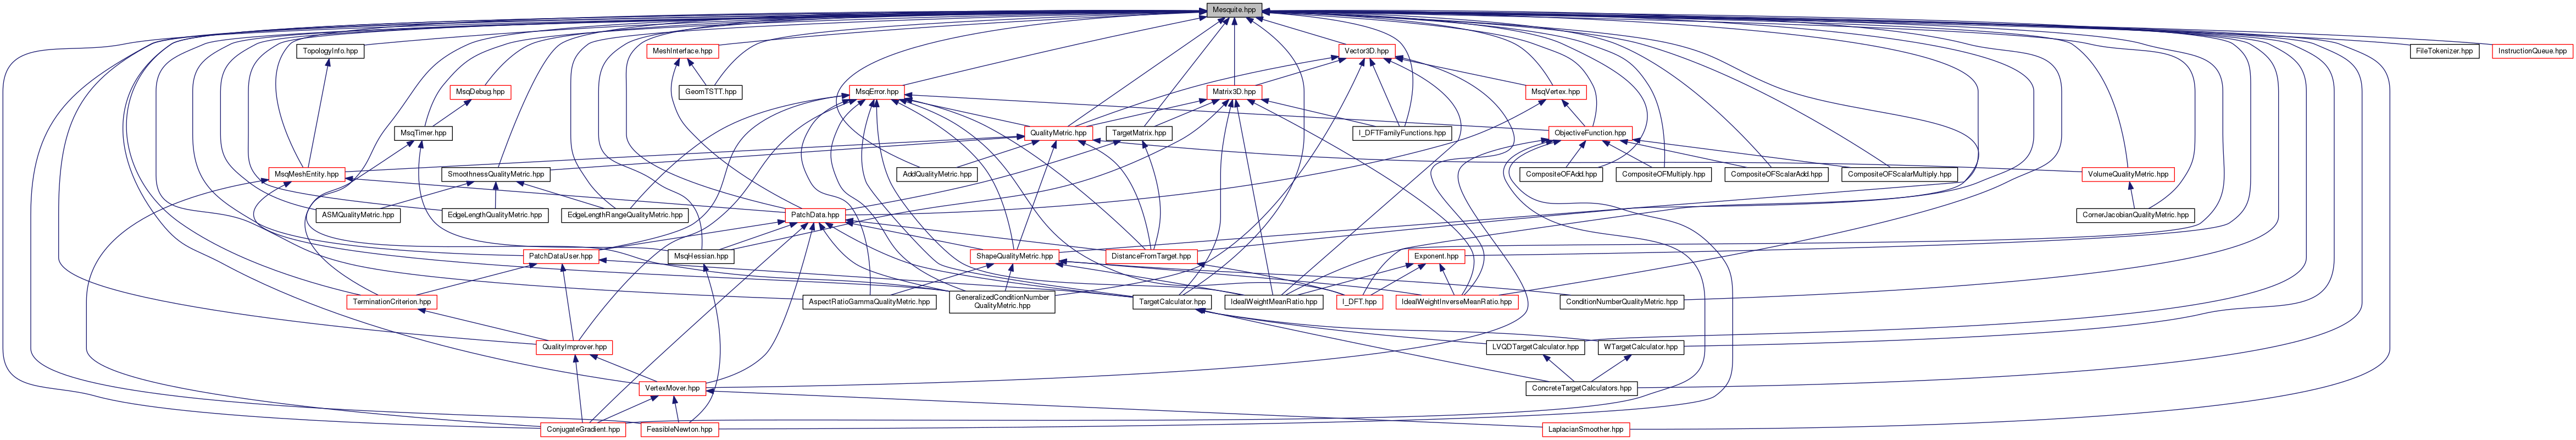 Mesquite.hpp
TopologyInfo.hpp
MeshInterface.hpp
Vector3D.hpp
FileTokenizer.hpp
InstructionQueue.hpp
MsqDebug.hpp
GeomTSTT.hpp
MsqError.hpp
Matrix3D.hpp
MsqVertex.hpp
MsqTimer.hpp
QualityMetric.hpp
TargetMatrix.hpp
I_DFTFamilyFunctions.hpp
ObjectiveFunction.hpp
MsqMeshEntity.hpp
SmoothnessQualityMetric.hpp
AddQualityMetric.hpp
CompositeOFAdd.hpp
CompositeOFMultiply.hpp
CompositeOFScalarAdd.hpp
CompositeOFScalarMultiply.hpp
VolumeQualityMetric.hpp
ASMQualityMetric.hpp
EdgeLengthQualityMetric.hpp
EdgeLengthRangeQualityMetric.hpp
PatchData.hpp
CornerJacobianQualityMetric.hpp
PatchDataUser.hpp
MsqHessian.hpp
ShapeQualityMetric.hpp
DistanceFromTarget.hpp
Exponent.hpp
TerminationCriterion.hpp
AspectRatioGammaQualityMetric.hpp
GeneralizedConditionNumber
QualityMetric.hpp
TargetCalculator.hpp
IdealWeightMeanRatio.hpp
I_DFT.hpp
IdealWeightInverseMeanRatio.hpp
ConditionNumberQualityMetric.hpp
QualityImprover.hpp
LVQDTargetCalculator.hpp
WTargetCalculator.hpp
VertexMover.hpp
ConcreteTargetCalculators.hpp
ConjugateGradient.hpp
FeasibleNewton.hpp
LaplacianSmoother.hpp